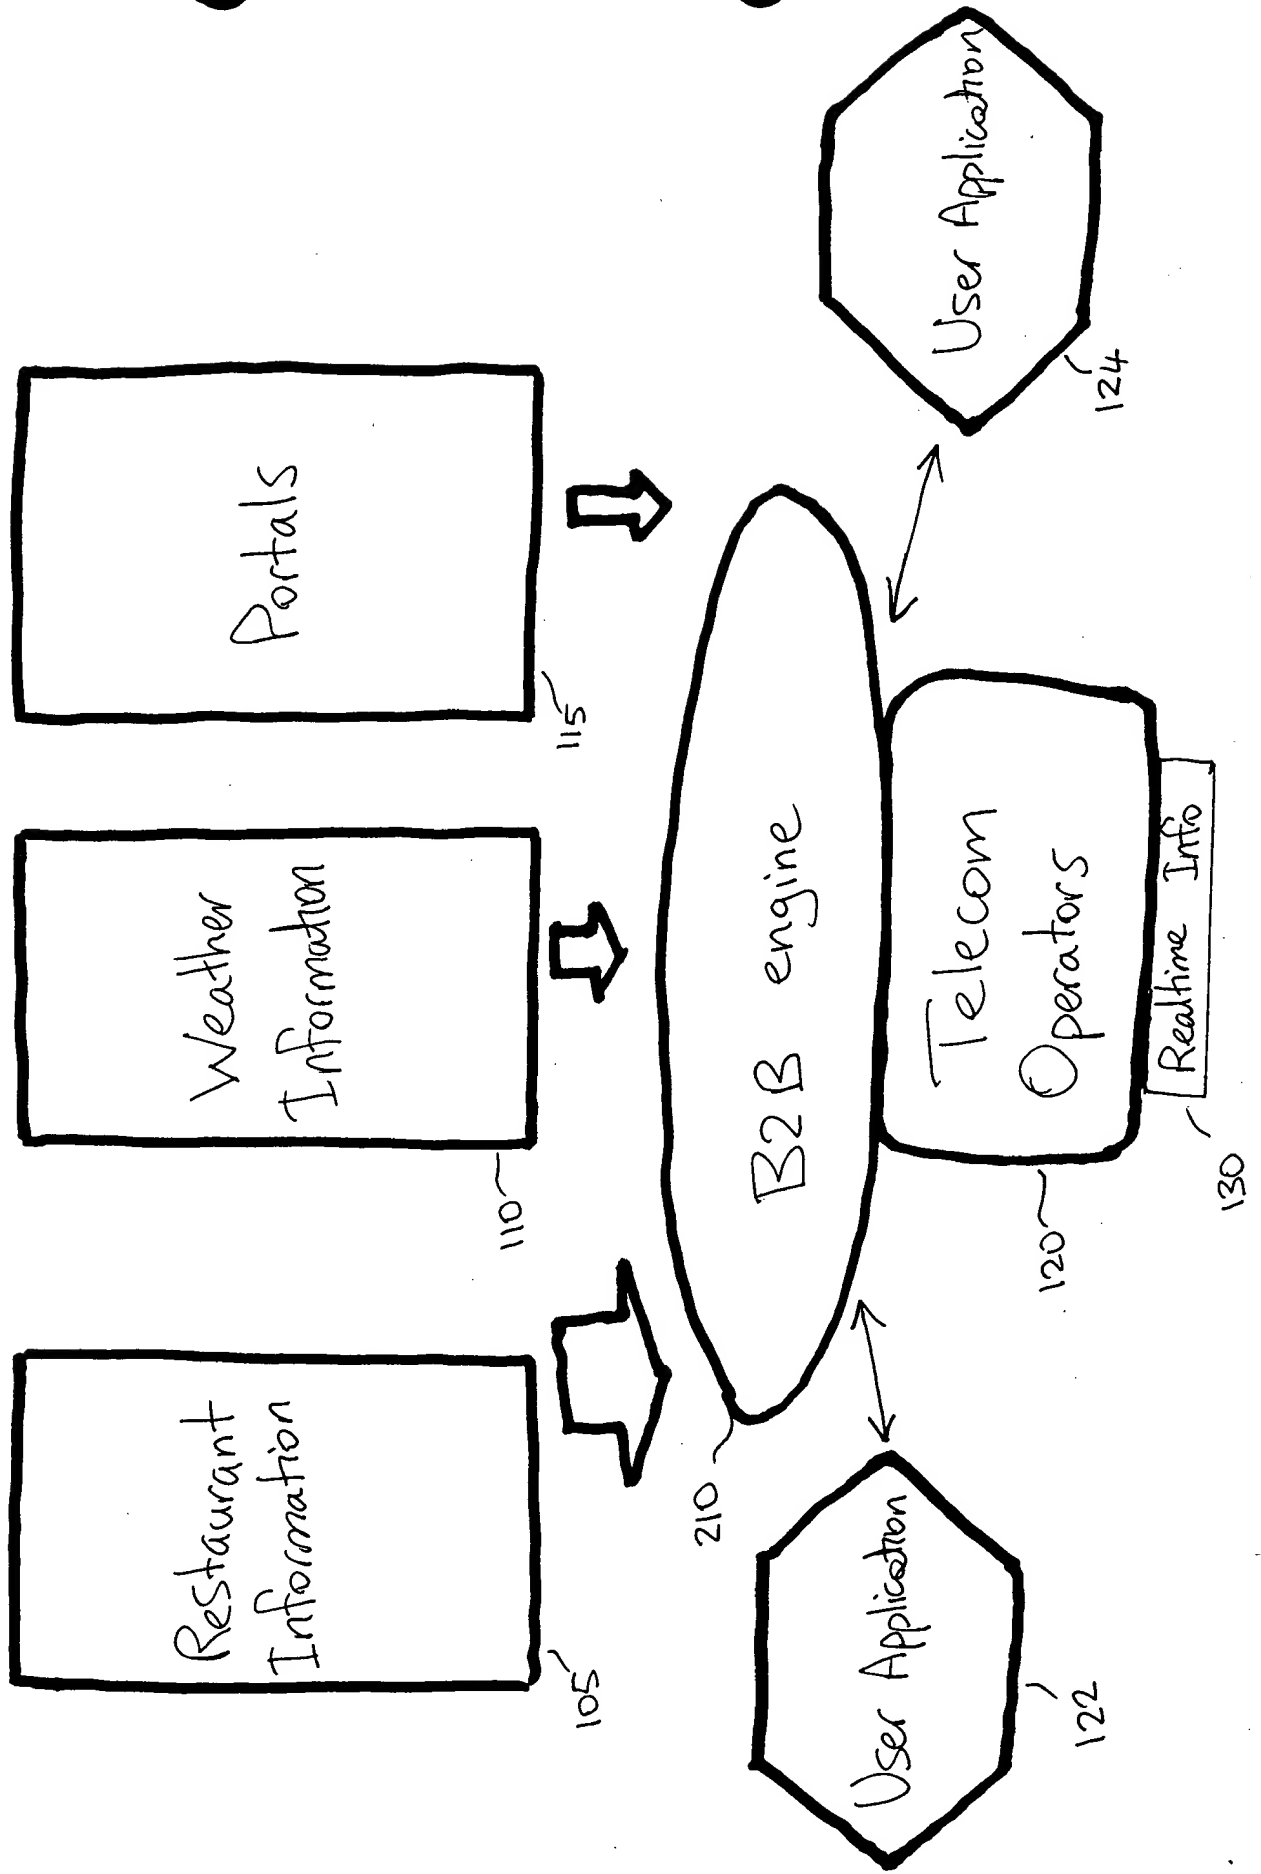 Restaurant
Information
105
Weather
Information
110
Portals
115
B2B engine
210
User Application
122
Telecom
Operators
120
Realtime Info
130
User Application
124